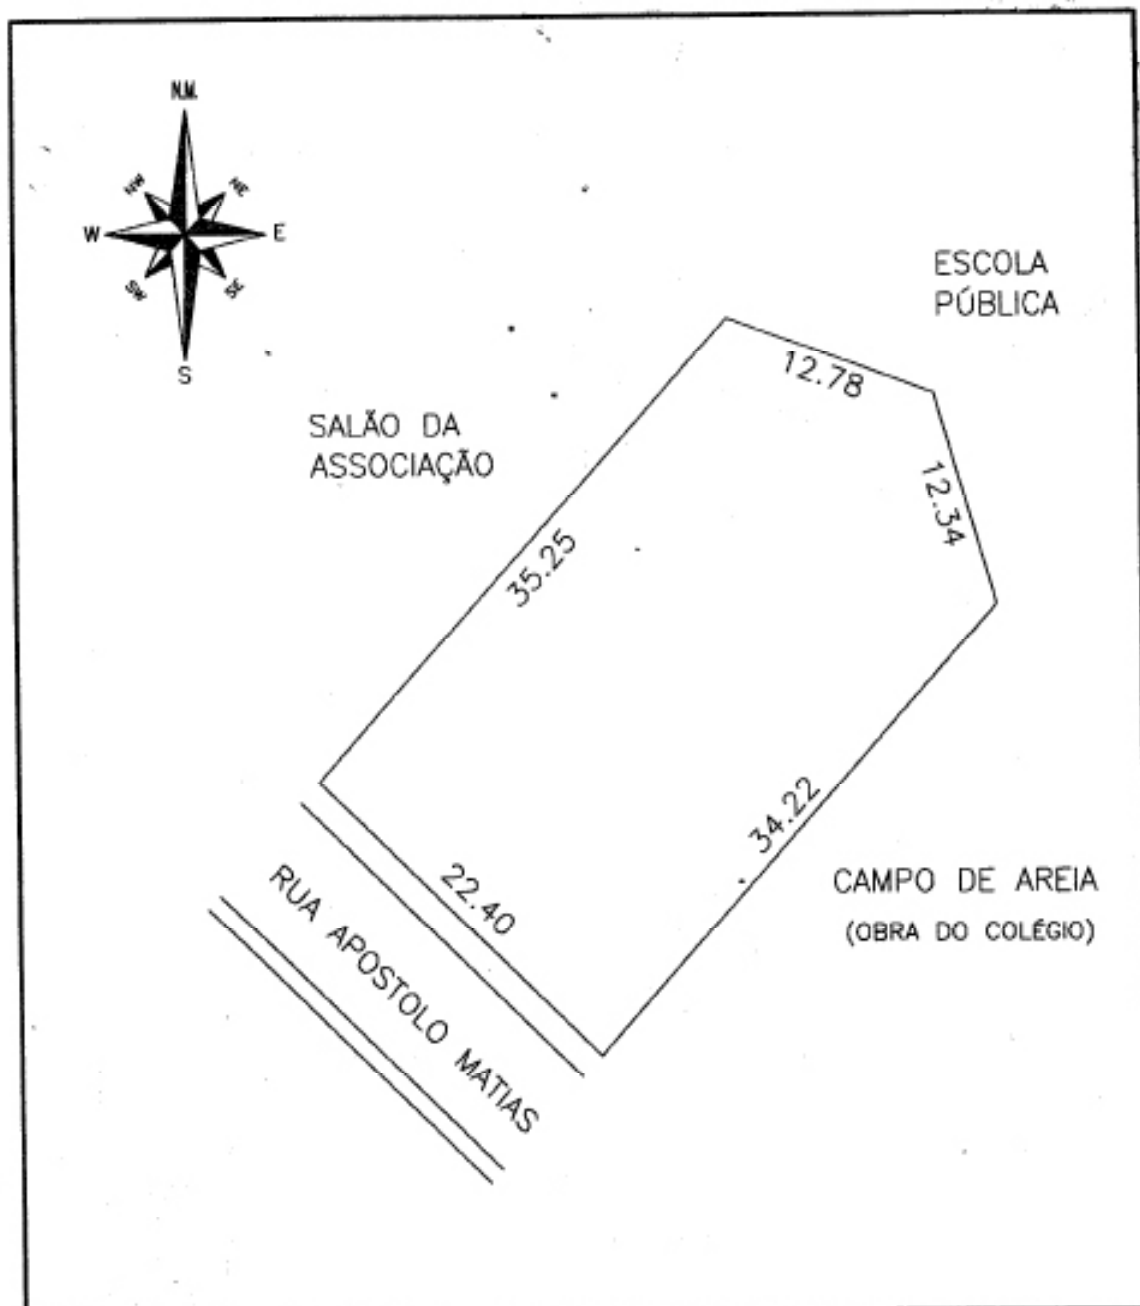 N.M.
NW
NE
W
E
SW
SE
S
ESCOLA
PÚBLICA
12.78
SALÃO DA
ASSOCIAÇÃO
12.34
35.25
34.22
22.40
CAMPO DE AREIA
(OBRA DO COLÉGIO)
RUA APOSTOLO MATIAS